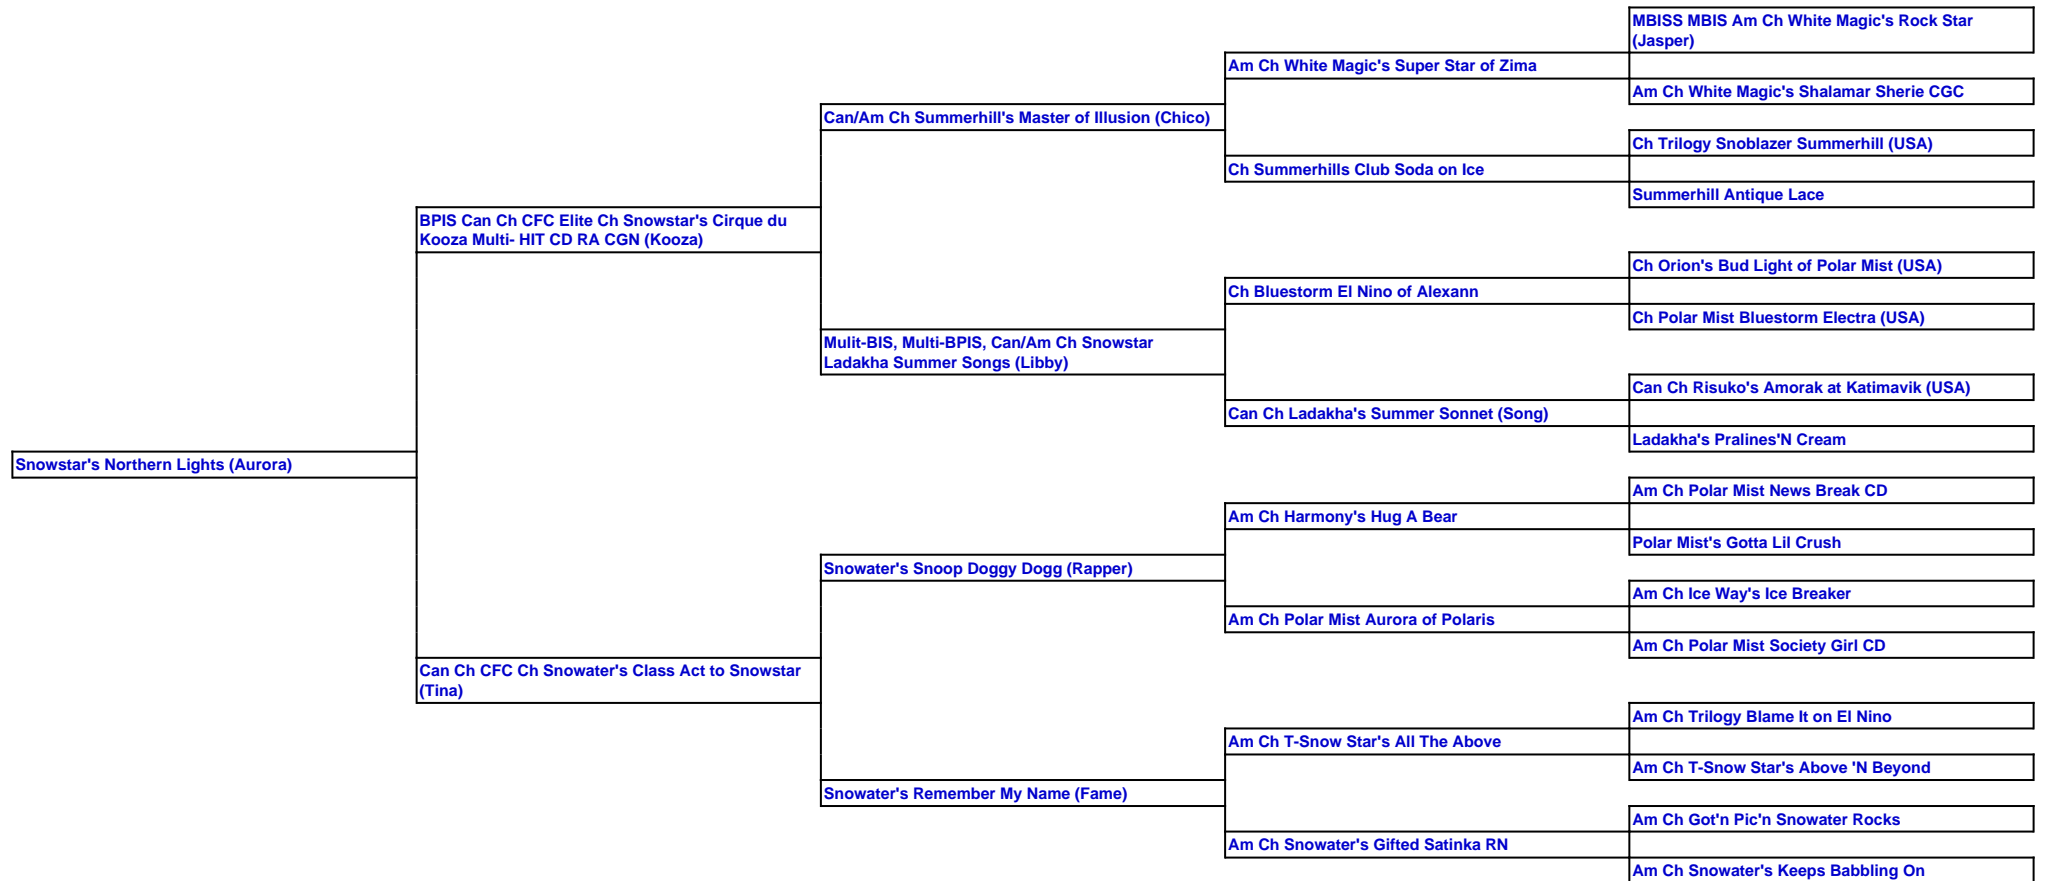 MBISS MBIS Am Ch White Magic's Rock Star
(Jasper)
Am Ch White Magic's Super Star of Zima
Am Ch White Magic's Shalamar Sherie CGC
Can/Am Ch Summerhill's Master of Illusion (Chico)
Ch Trilogy Snoblazer Summerhill (USA)
Ch Summerhills Club Soda on Ice
Summerhill Antique Lace
BPIS Can Ch CFC Elite Ch Snowstar's Cirque du
Kooza Multi- HIT CD RA CGN (Kooza)
Ch Orion's Bud Light of Polar Mist (USA)
Ch Bluestorm El Nino of Alexann
Ch Polar Mist Bluestorm Electra (USA)
Mulit-BIS, Multi-BPIS, Can/Am Ch Snowstar
Ladakha Summer Songs (Libby)
Can Ch Risuko's Amorak at Katimavik (USA)
Can Ch Ladakha's Summer Sonnet (Song)
Ladakha's Pralines'N Cream
Snowstar's Northern Lights (Aurora)
Am Ch Polar Mist News Break CD
Am Ch Harmony's Hug A Bear
Polar Mist's Gotta Lil Crush
Snowater's Snoop Doggy Dogg (Rapper)
Am Ch Ice Way's Ice Breaker
Am Ch Polar Mist Aurora of Polaris
Am Ch Polar Mist Society Girl CD
Can Ch CFC Ch Snowater's Class Act to Snowstar
(Tina)
Am Ch Trilogy Blame It on El Nino
Am Ch T-Snow Star's All The Above
Am Ch T-Snow Star's Above 'N Beyond
Snowater's Remember My Name (Fame)
Am Ch Got'n Pic'n Snowater Rocks
Am Ch Snowater's Gifted Satinka RN
Am Ch Snowater's Keeps Babbling On